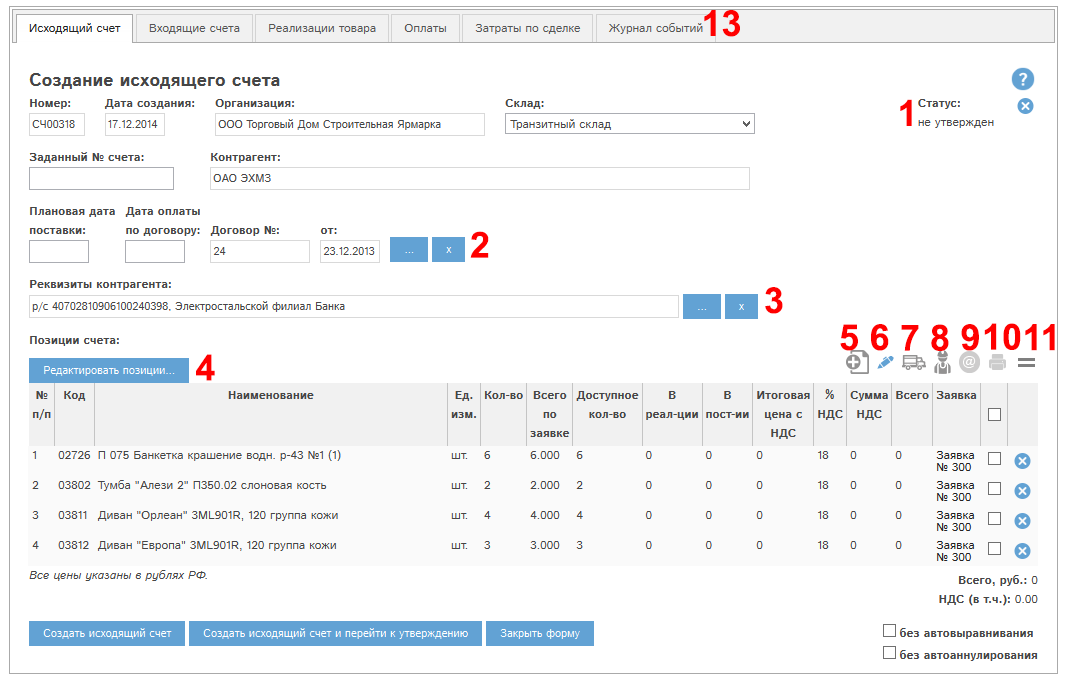 Исходящий счет Входящие счета Реализации товара Оплаты Затраты по сделке Журнал событий 13
Создание исходящего счета ?
Номер: Дата создания: Организация: Склад: 1 Статус:
СЧ00318 17.12.2014 ООО Торговый Дом Строительная Ярмарка Транзитный склад не утвержден
Заданный № счета: Контрагент:
ОАО ЭХМЗ
Плановая дата Дата оплаты
поставки: по договору: Договор №: от:
24 23.12.2013 ... x 2
Реквизиты контрагента:
р/с 40702810906100240398, Электростальской филиал Банка ... x 3
Позиции счета: 5 6 7 8 9 10 11
Редактировать позиции... 4 @
№ Код Наименование Ед. Кол-во Всего Доступное В В Итоговая % Сумма Всего Заявка
п/п изм. по кол-во реал-ции пост-ии цена с НДС НДС
заявке НДС
1 02726 П 075 Банкетка крашение водн. р-43 №1 (1) шт. 6 6.000 6 0 0 0 18 0 0 Заявка
№ 300
2 03802 Тумба "Алези 2" П350.02 слоновая кость шт. 2 2.000 2 0 0 0 18 0 0 Заявка
№ 300
3 03811 Диван "Орлеан" 3ML901R, 120 группа кожи шт. 4 4.000 4 0 0 0 18 0 0 Заявка
№ 300
4 03812 Диван "Европа" 3ML901R, 120 группа кожи шт. 3 3.000 3 0 0 0 18 0 0 Заявка
№ 300
Все цены указаны в рублях РФ.
Всего, руб.: 0
НДС (в т.ч.): 0.00
Создать исходящий счет Создать исходящий счет и перейти к утверждению Закрыть форму
без автовыравнивания
без автоаннулирования